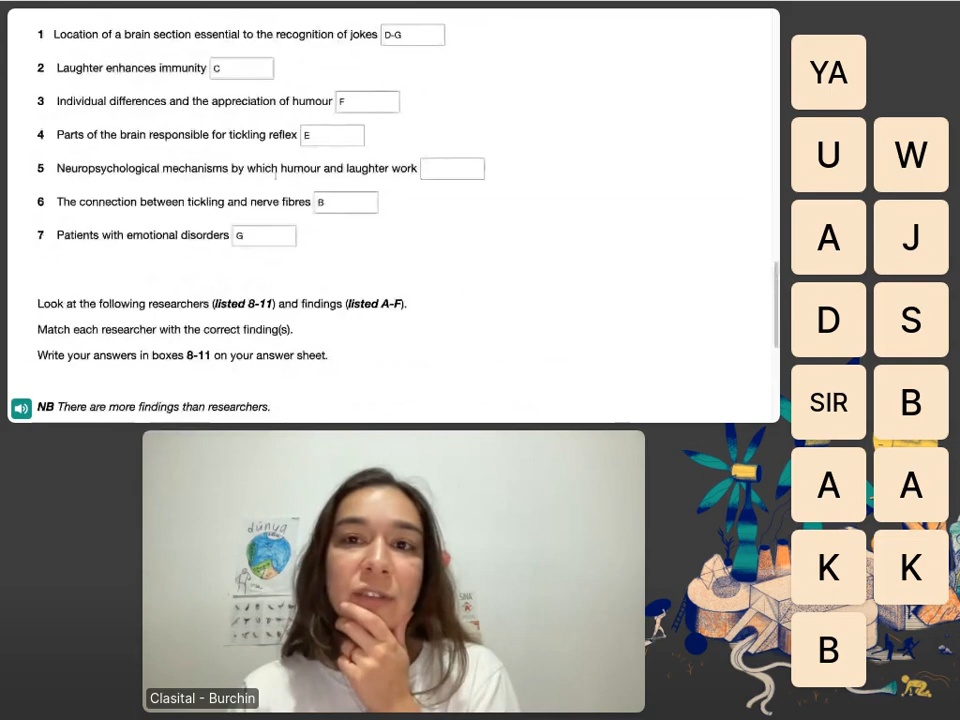 1 Location of a brain section essential to the recognition of jokes D-G
2 Laughter enhances immunity C
3 Individual differences and the appreciation of humour F
4 Parts of the brain responsible for tickling reflex E
5 Neuropsychological mechanisms by which humour and laughter work
6 The connection between tickling and nerve fibres B
7 Patients with emotional disorders G
Look at the following researchers (listed 8-11) and findings (listed A-F).
Match each researcher with the correct finding(s).
Write your answers in boxes 8-11 on your answer sheet.
NB There are more findings than researchers.
YA
U W
A J
D S
SIR B
A A
K K
B
dünya
Clasital - Burchin